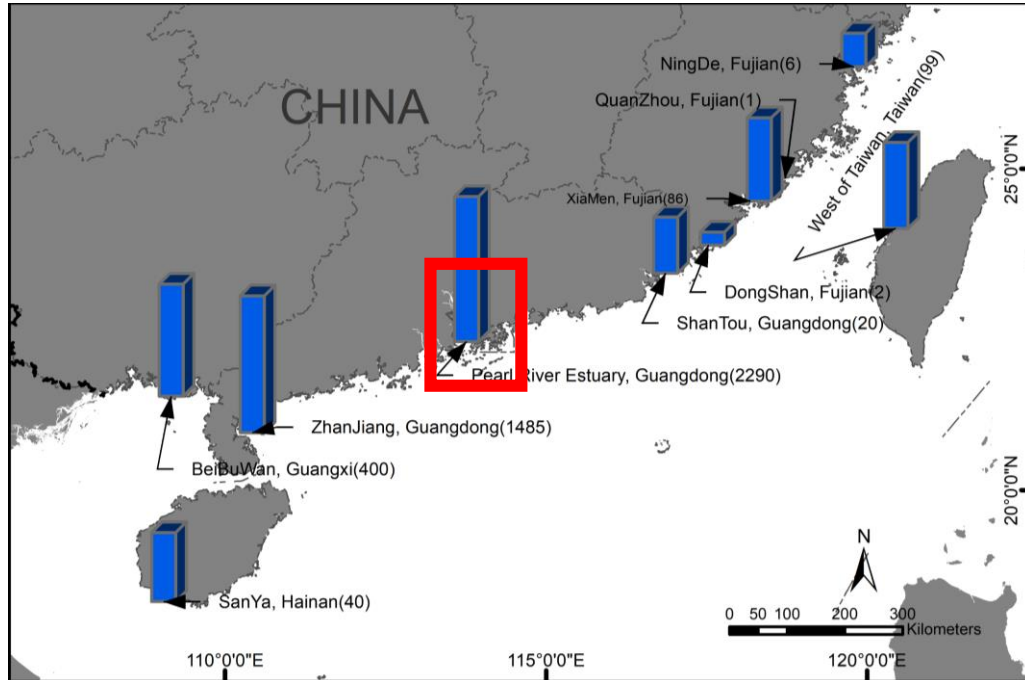 NingDe, Fujian(6)
QuanZhou, Fujian(1)
CHINA
West of Taiwan, Taiwan(99)
25°0'0"N
XiaMen, Fujian(86)
DongShan, Fujian(2)
ShanTou, Guangdong(20)
Pearl River Estuary, Guangdong(2290)
ZhanJiang, Guangdong(1485)
BeiBuWan, Guangxi(400)
20°0'0"N
N
SanYa, Hainan(40)
0 50 100 200 300
Kilometers
110°0'0"E 115°0'0"E 120°0'0"E